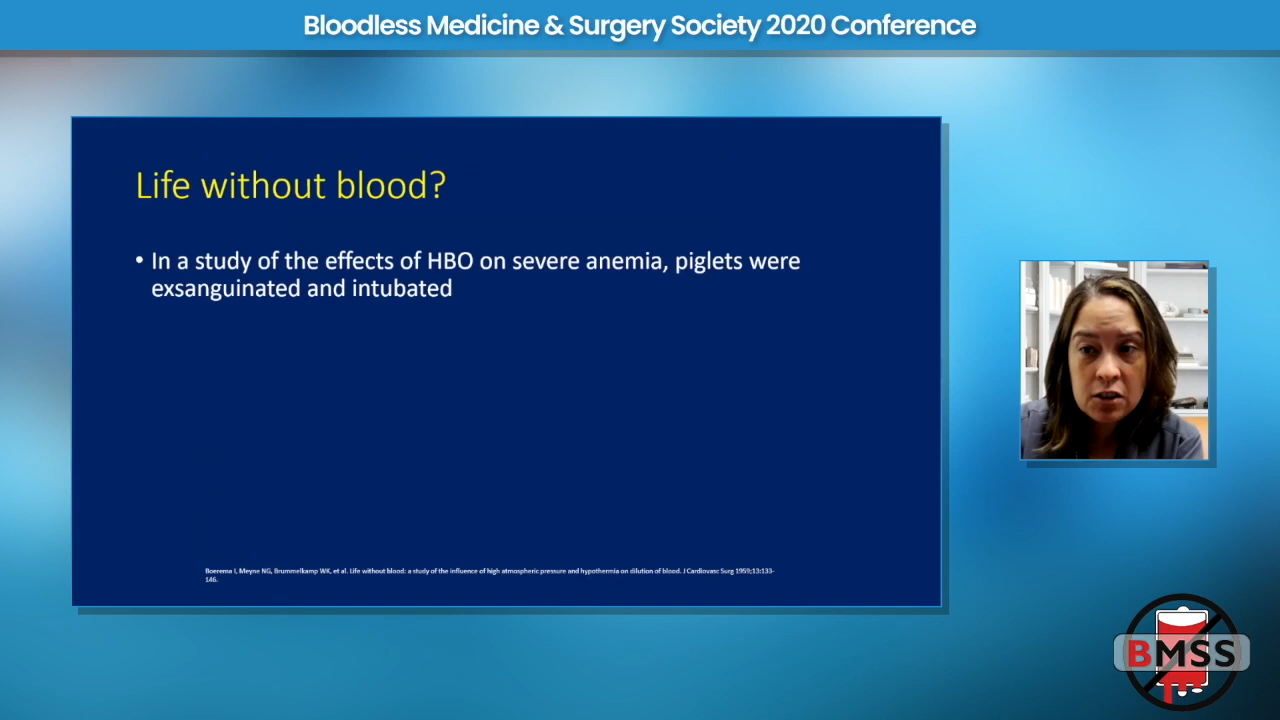 Bloodless Medicine & Surgery Society 2020 Conference
Life without blood?
• In a study of the effects of HBO on severe anemia, piglets were
exsanguinated and intubated
Boerema I, Meyne NG, Brummelkamp WK, et al. Life without blood: a study of the influence of high atmospheric pressure and hypothermia on dilution of blood. J Cardiovasc Surg 1959;13:133-
146.
BMSS